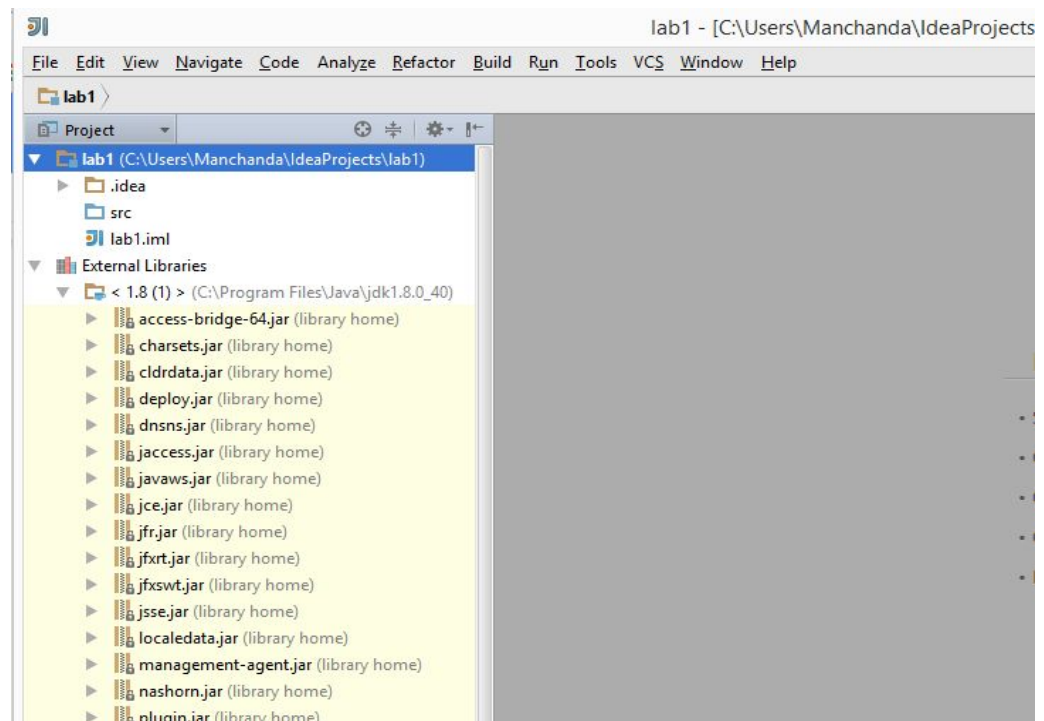 lab1 - [C:\Users\Manchanda\IdeaProjects
File Edit View Navigate Code Analyze Refactor Build Run Tools VCS Window Help
lab1
Project
lab1 (C:\Users\Manchanda\IdeaProjects\lab1)
.idea
src
lab1.iml
External Libraries
< 1.8 (1) > (C:\Program Files\Java\jdk1.8.0_40)
access-bridge-64.jar (library home)
charsets.jar (library home)
cldrdata.jar (library home)
deploy.jar (library home)
dnsns.jar (library home)
jaccess.jar (library home)
javaws.jar (library home)
jce.jar (library home)
jfr.jar (library home)
jfxrt.jar (library home)
jfxswt.jar (library home)
jsse.jar (library home)
localedata.jar (library home)
management-agent.jar (library home)
nashorn.jar (library home)
plugin.jar (library home)